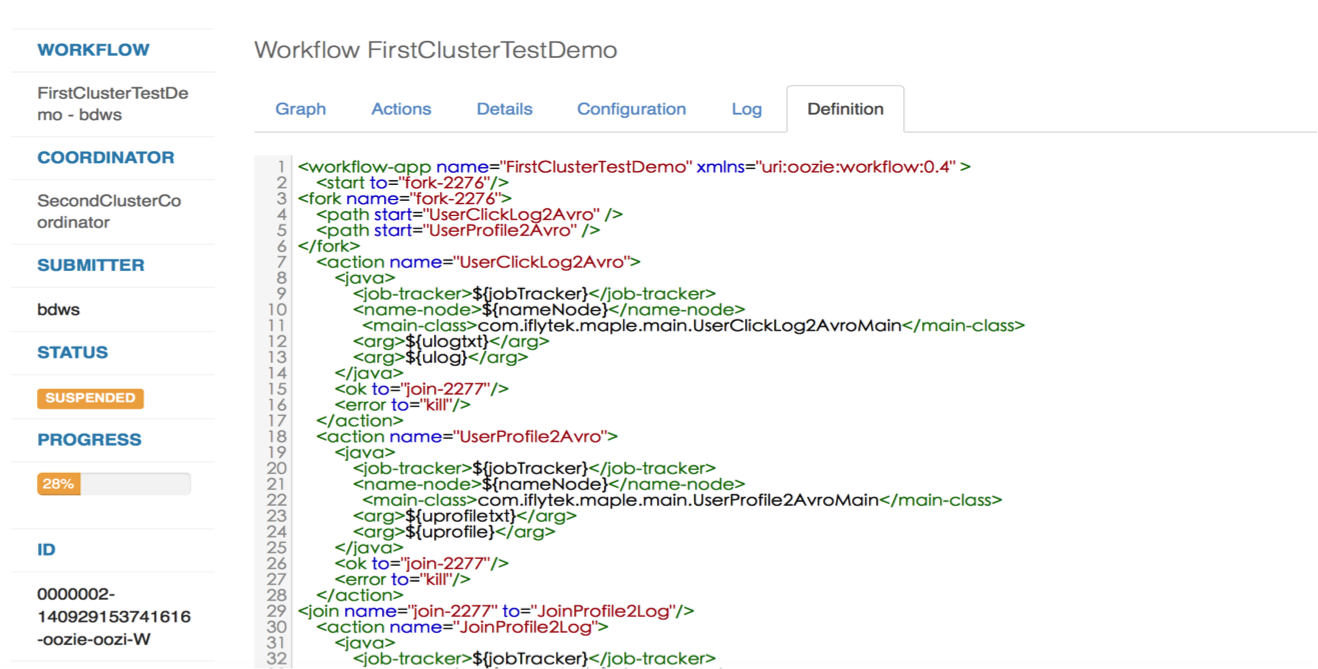 WORKFLOW
FirstClusterTestDe
mo - bdws
COORDINATOR
SecondClusterCo
ordinator
SUBMITTER
bdws
STATUS
SUSPENDED
PROGRESS
28%
ID
0000002-
140929153741616
-oozie-oozi-W
Workflow FirstClusterTestDemo
Graph Actions Details Configuration Log Definition
1 <workflow-app name="FirstClusterTestDemo" xmlns="uri:oozie:workflow:0.4" >
2 <start to="fork-2276"/>
3 <fork name="fork-2276">
4 <path start="UserClickLog2Avro" />
5 <path start="UserProfile2Avro" />
6 </fork>
7 <action name="UserClickLog2Avro">
8 <java>
9 <job-tracker>${jobTracker}</job-tracker>
10 <name-node>${nameNode}</name-node>
11 <main-class>com.iflytek.maple.main.UserClickLog2AvroMain</main-class>
12 <arg>${ulogtxt}</arg>
13 <arg>${ulog}</arg>
14 </java>
15 <ok to="join-2277"/>
16 <error to="kill"/>
17 </action>
18 <action name="UserProfile2Avro">
19 <java>
20 <job-tracker>${jobTracker}</job-tracker>
21 <name-node>${nameNode}</name-node>
22 <main-class>com.iflytek.maple.main.UserProfile2AvroMain</main-class>
23 <arg>${uprofiletxt}</arg>
24 <arg>${uprofile}</arg>
25 </java>
26 <ok to="join-2277"/>
27 <error to="kill"/>
28 </action>
29 <join name="join-2277" to="JoinProfile2Log"/>
30 <action name="JoinProfile2Log">
31 <java>
32 <job-tracker>${jobTracker}</job-tracker>